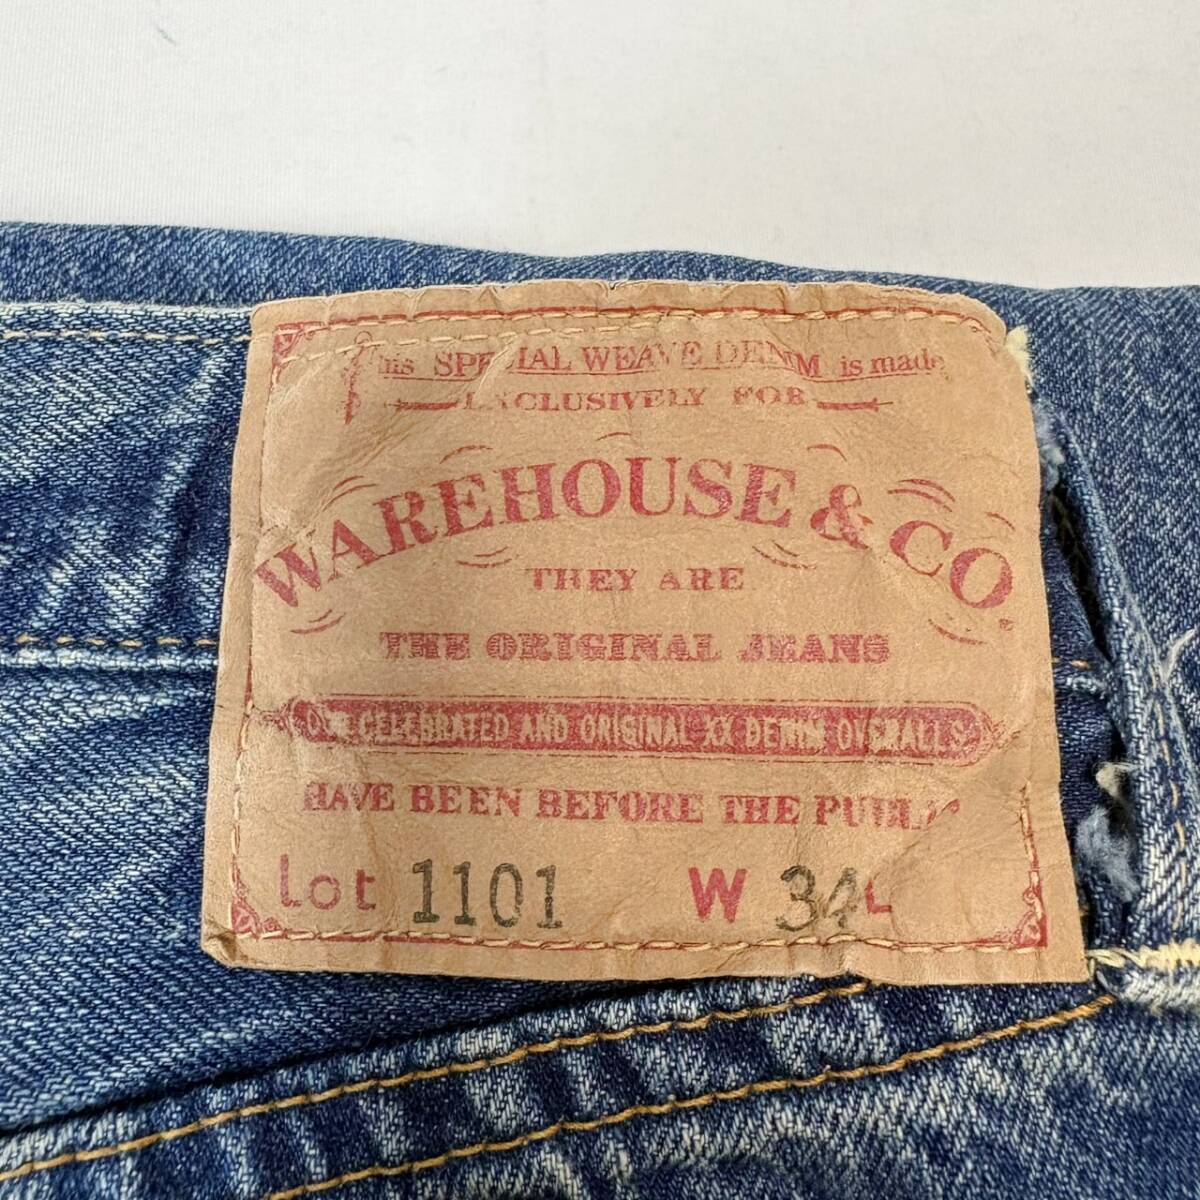 This SPECIAL WEAVE DENIM is made
EXCLUSIVELY FOR
WAREHOUSE & CO.
THEY ARE
THE ORIGINAL JEANS
OUR CELEBRATED AND ORIGINAL XX DENIM OVERALLS
HAVE BEEN BEFORE THE PUBLIC
Lot 1101 W 34 L